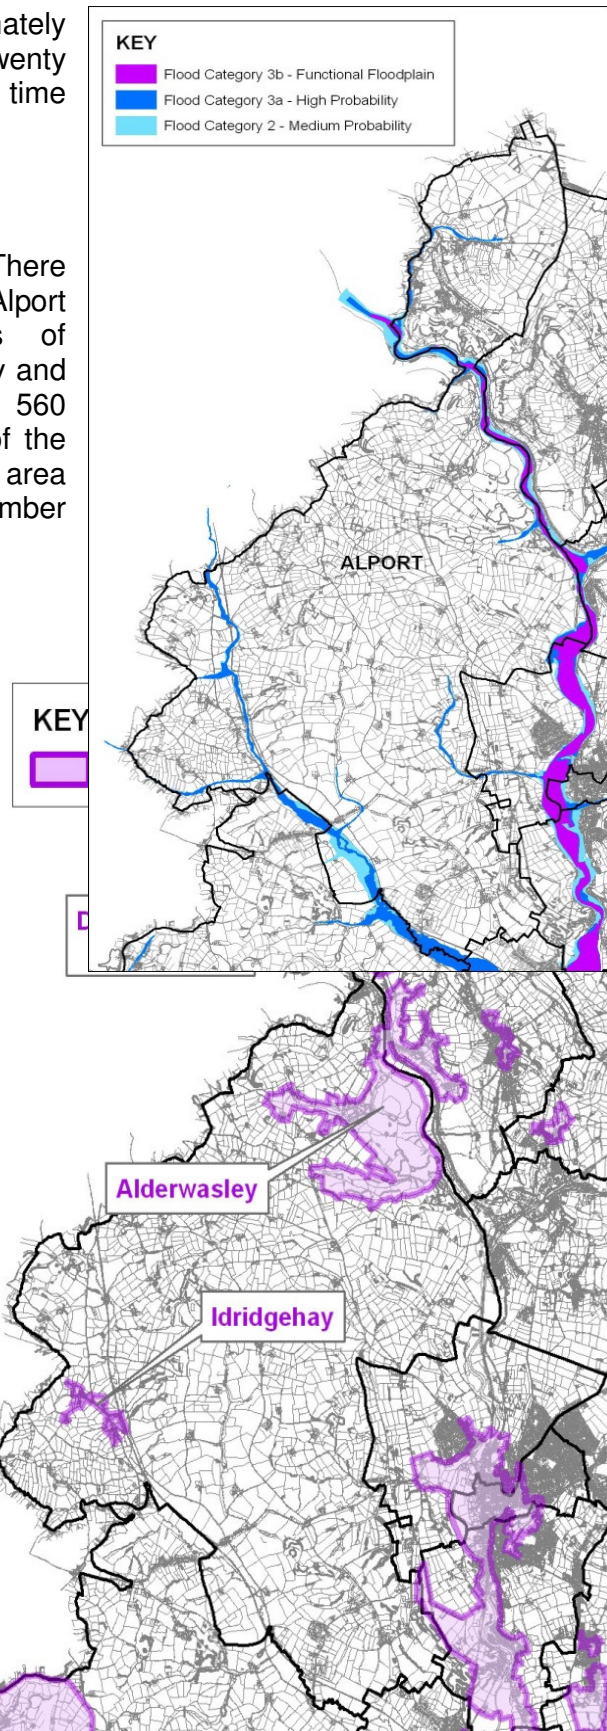 nately
wenty
time
There
Alport
s of
y and
560
of the
area
mber
KEY
Flood Category 3b - Functional Floodplain
Flood Category 3a - High Probability
Flood Category 2 - Medium Probability
ALPORT
KEY
D
Alderwasley
Idridgehay